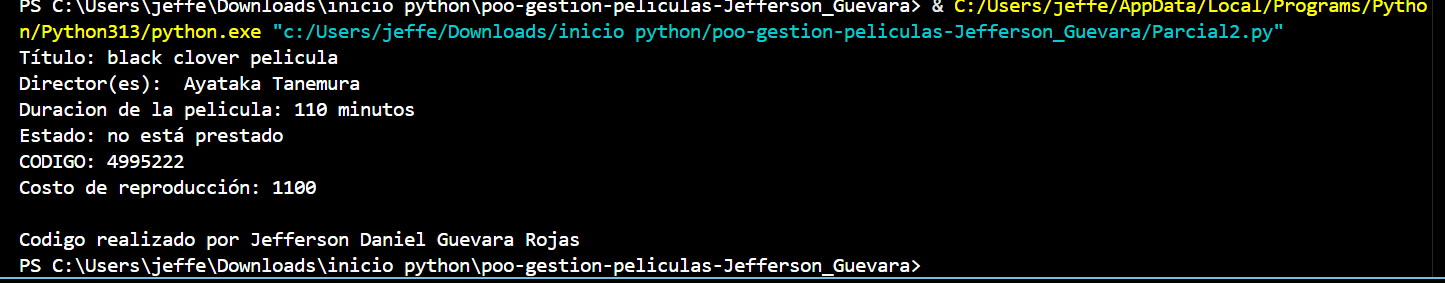 PS C:\Users\jeffe\Downloads\inicio python\poo-gestion-peliculas-Jefferson_Guevara> & C:/Users/jeffe/AppData/Local/Programs/Pytho
n/Python313/python.exe "c:/Users/jeffe/Downloads/inicio python/poo-gestion-peliculas-Jefferson_Guevara/Parcial2.py"
Título: black clover pelicula
Director(es):  Ayataka Tanemura
Duracion de la pelicula: 110 minutos
Estado: no está prestado
CODIGO: 4995222
Costo de reproducción: 1100
Codigo realizado por Jefferson Daniel Guevara Rojas
PS C:\Users\jeffe\Downloads\inicio python\poo-gestion-peliculas-Jefferson_Guevara>